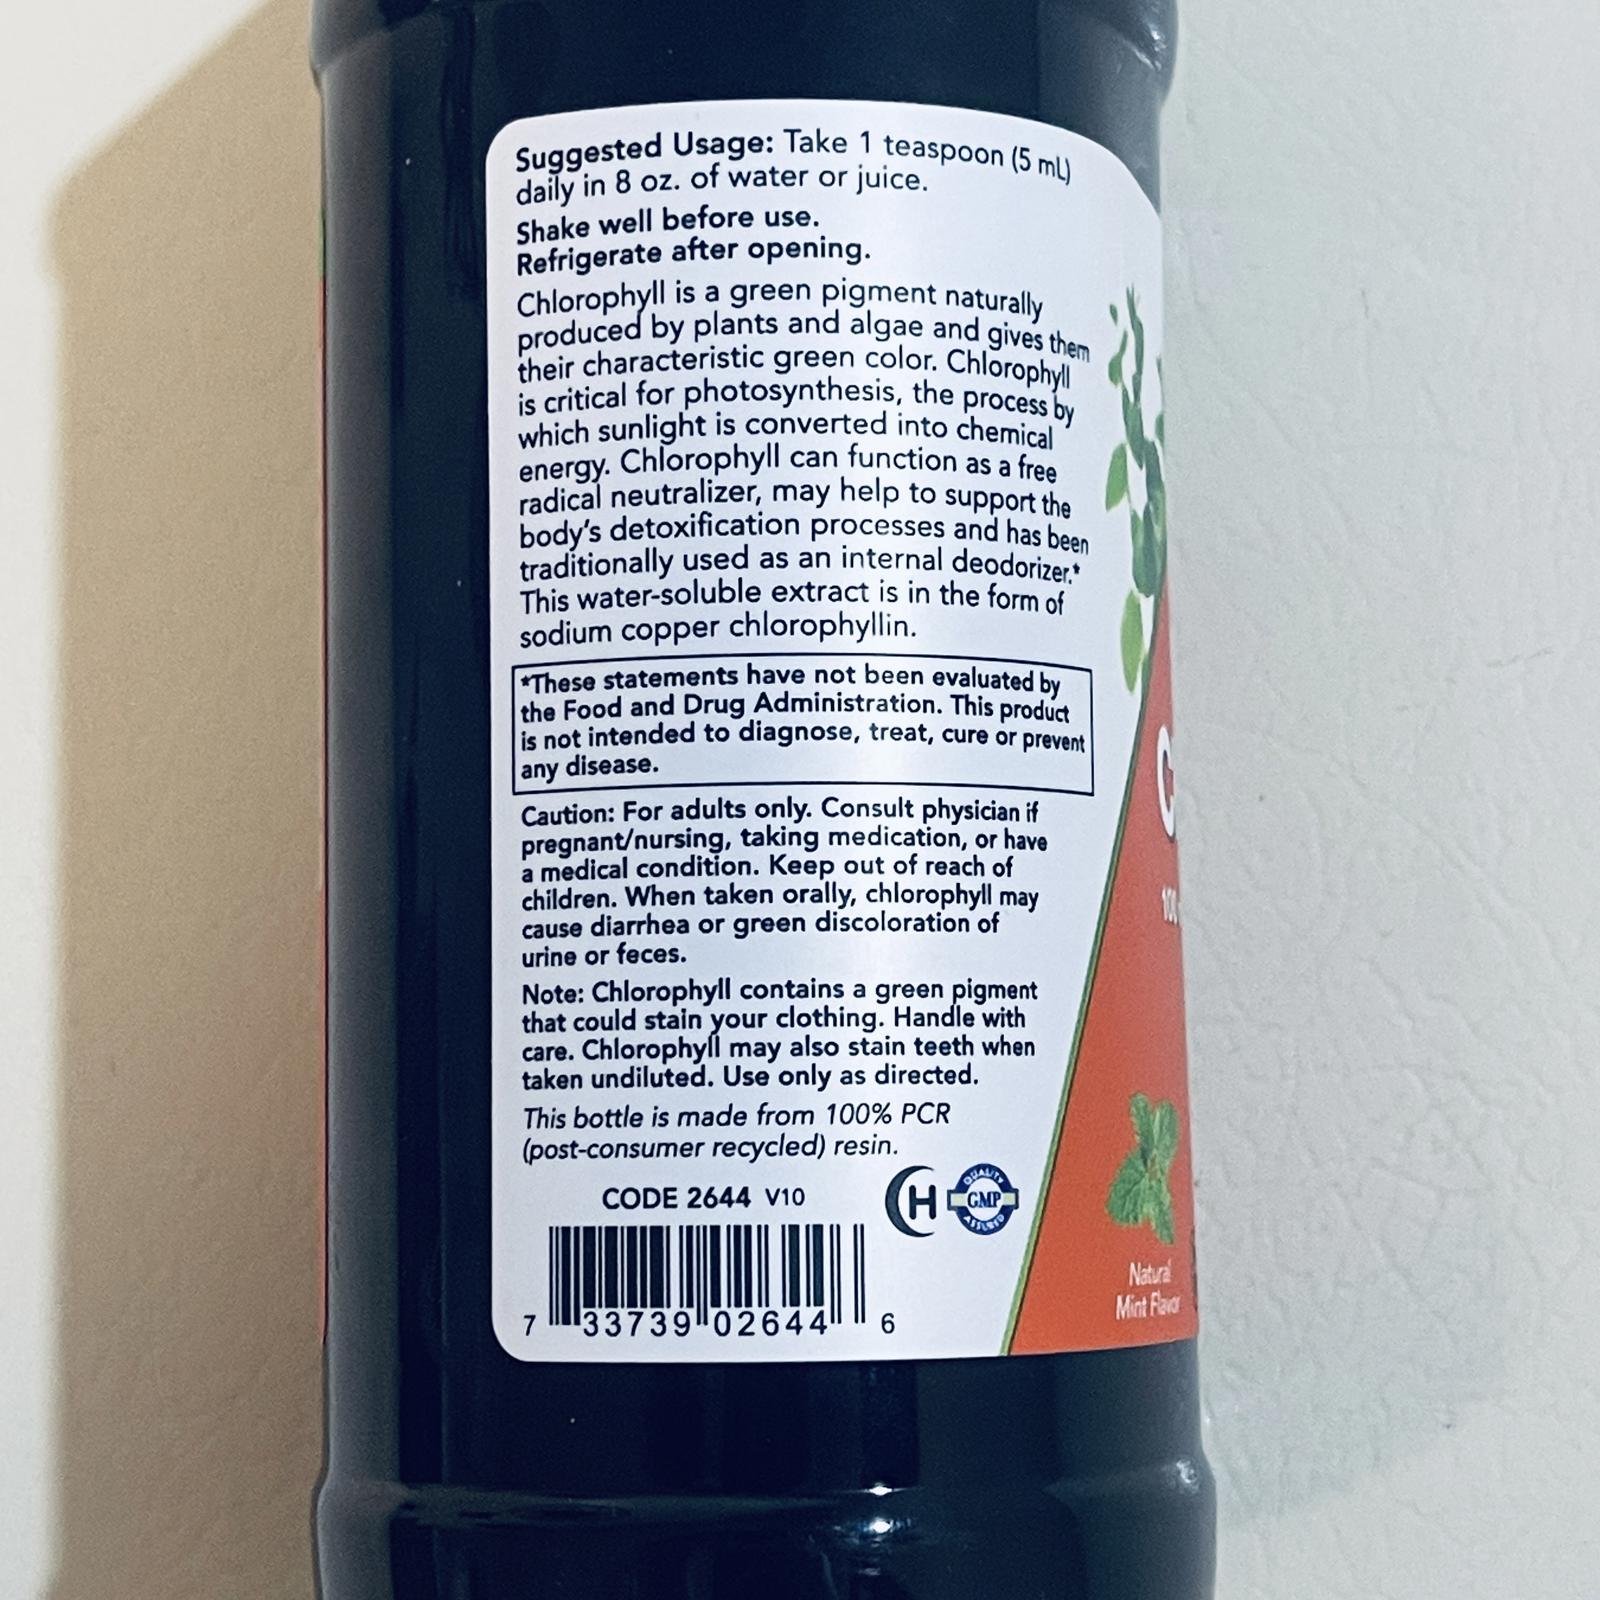 Suggested Usage: Take 1 teaspoon (5 mL)
daily in 8 oz. of water or juice.
Shake well before use.
Refrigerate after opening.
Chlorophyll is a green pigment naturally
produced by plants and algae and gives them
their characteristic green color. Chlorophyll
is critical for photosynthesis, the process by
which sunlight is converted into chemical
energy. Chlorophyll can function as a free
radical neutralizer, may help to support the
body's detoxification processes and has been
traditionally used as an internal deodorizer.*
This water-soluble extract is in the form of
sodium copper chlorophyllin.
*These statements have not been evaluated by
the Food and Drug Administration. This product
is not intended to diagnose, treat, cure or prevent
any disease.
Caution: For adults only. Consult physician if
pregnant/nursing, taking medication, or have
a medical condition. Keep out of reach of
children. When taken orally, chlorophyll may
cause diarrhea or green discoloration of
urine or feces.
Note: Chlorophyll contains a green pigment
that could stain your clothing. Handle with
care. Chlorophyll may also stain teeth when
taken undiluted. Use only as directed.
This bottle is made from 100% PCR
(post-consumer recycled) resin.
CODE 2644 V10
CH
QUALITY
GMP
ASSURED
7 33739 02644 6
Natural
Mint Flavor